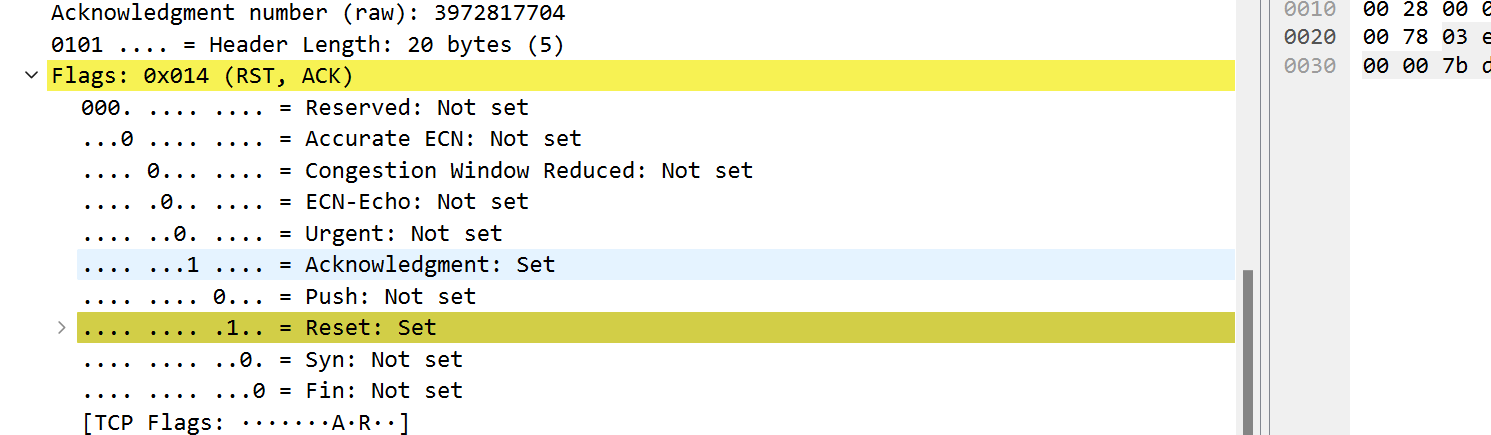 Acknowledgment number (raw): 3972817704
0101 .... = Header Length: 20 bytes (5)
Flags: 0x014 (RST, ACK)
000. .... .... = Reserved: Not set
...0 .... .... = Accurate ECN: Not set
.... 0... .... = Congestion Window Reduced: Not set
.... .0.. .... = ECN-Echo: Not set
.... ..0. .... = Urgent: Not set
.... ...1 .... = Acknowledgment: Set
.... .... 0... = Push: Not set
.... .... .1.. = Reset: Set
.... .... ..0. = Syn: Not set
.... .... ...0 = Fin: Not set
[TCP Flags: ·······A·R··]
0010 00 28 00
0020 00 78 03
0030 00 00 7b